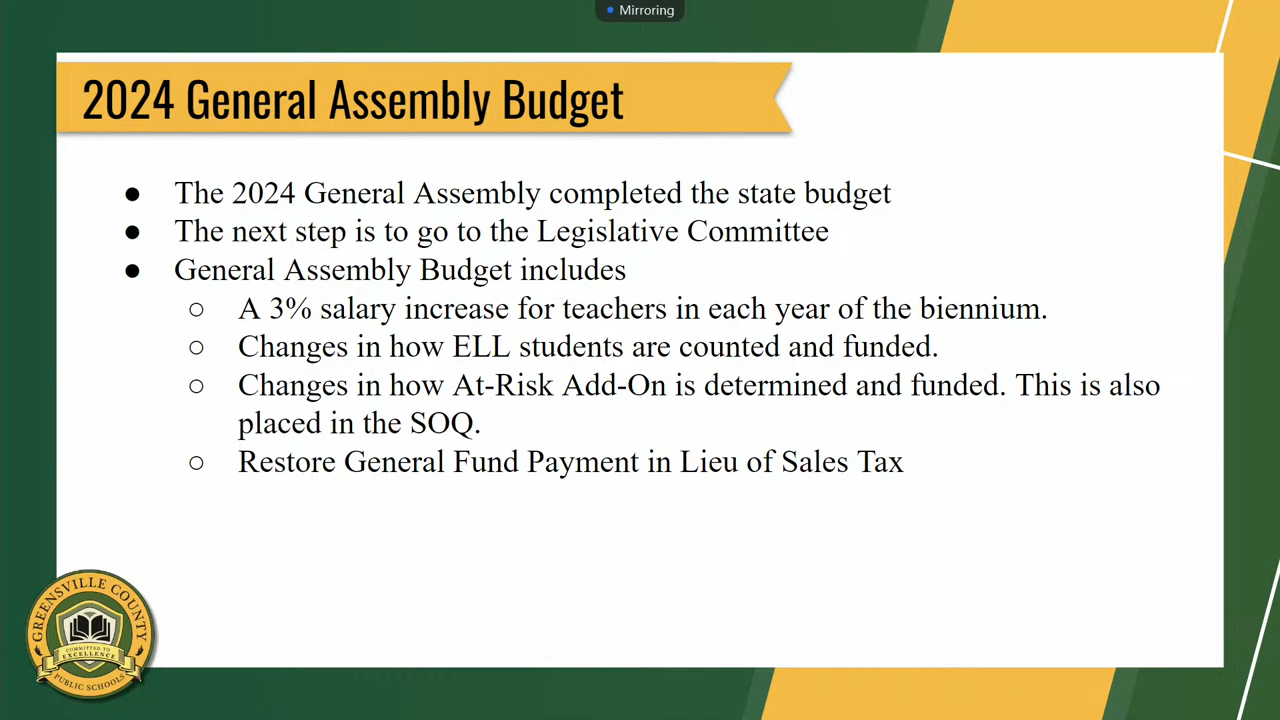 Mirroring
2024 General Assembly Budget
● The 2024 General Assembly completed the state budget
● The next step is to go to the Legislative Committee
● General Assembly Budget includes
○ A 3% salary increase for teachers in each year of the biennium.
○ Changes in how ELL students are counted and funded.
○ Changes in how At-Risk Add-On is determined and funded. This is also
placed in the SOQ.
○ Restore General Fund Payment in Lieu of Sales Tax
GREENSVILLE COUNTY
COMMITTED TO
EXCELLENCE
PUBLIC SCHOOLS